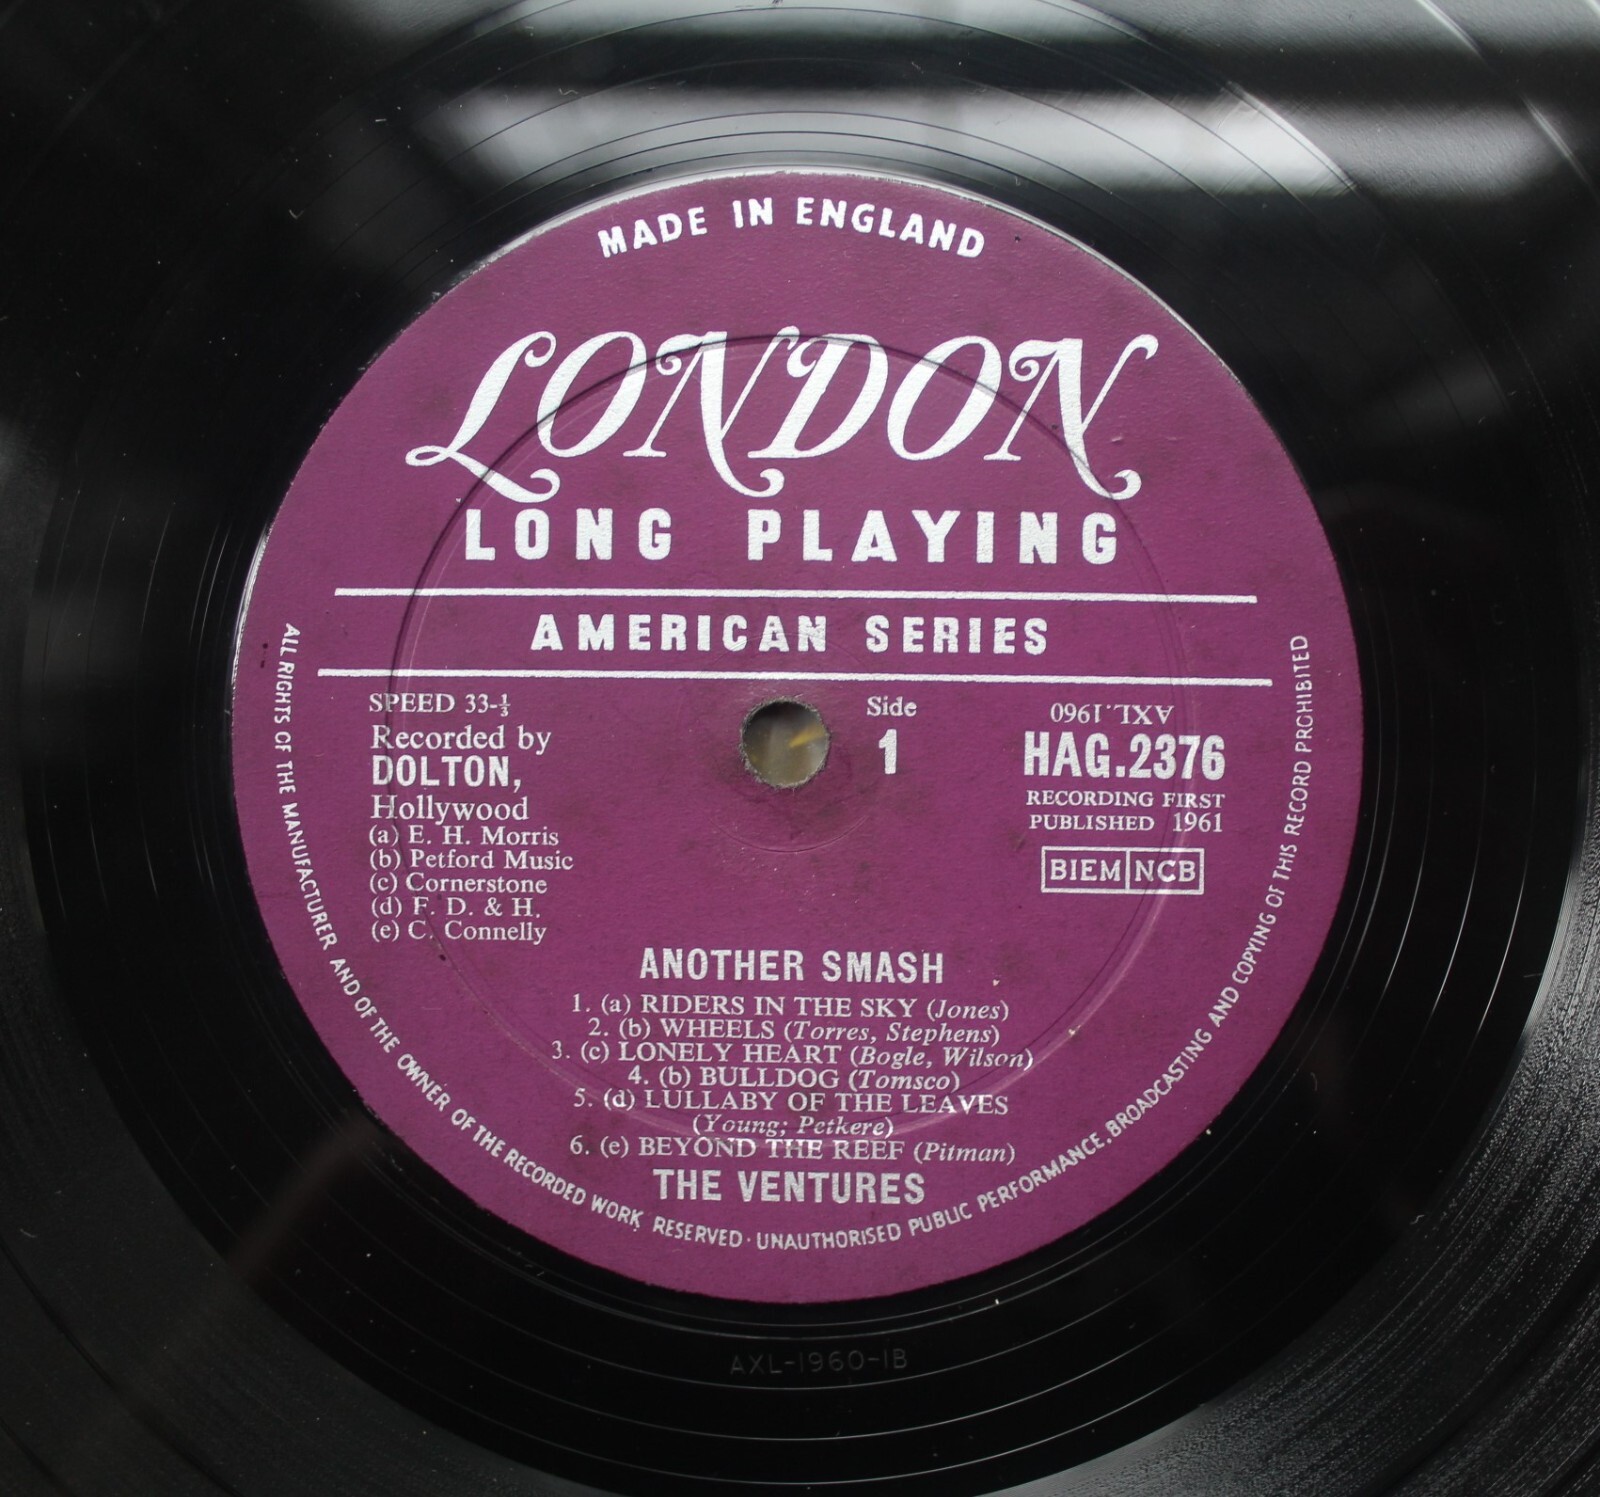 MADE IN ENGLAND
LONDON
LONG PLAYING
AMERICAN SERIES
SPEED 33-⅓
Recorded by
DOLTON,
Hollywood
(a) E. H. Morris
(b) Petford Music
(c) Cornerstone
(d) F. D. & H.
(e) C. Connelly
Side
1
AXL.1960
HAG.2376
RECORDING FIRST
PUBLISHED 1961
BIEM NCB
ANOTHER SMASH
1. (a) RIDERS IN THE SKY (Jones)
2. (b) WHEELS (Torres, Stephens)
3. (c) LONELY HEART (Bogle, Wilson)
4. (b) BULLDOG (Tomsco)
5. (d) LULLABY OF THE LEAVES
(Young; Petkere)
6. (e) BEYOND THE REEF (Pitman)
THE VENTURES
ALL RIGHTS OF THE MANUFACTURER AND OF THE OWNER OF THE RECORDED WORK RESERVED · UNAUTHORISED PUBLIC PERFORMANCE, BROADCASTING AND COPYING OF THIS RECORD PROHIBITED
AXL-1960-1B